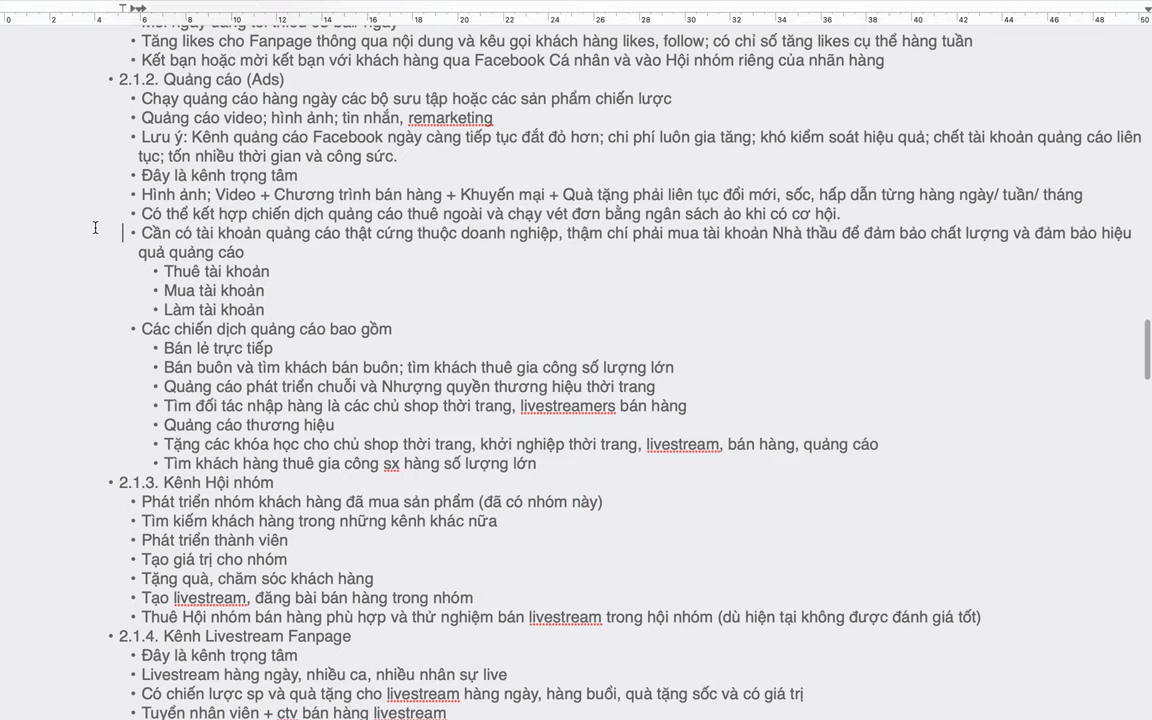 0 2 4 6 8 10 12 14 16 18 20 22 24 26 28 30 32 34 36 38 40 42 44 46 48 50
• Tăng likes cho Fanpage thông qua nội dung và kêu gọi khách hàng likes, follow; có chỉ số tăng likes cụ thể hàng tuần
• Kết bạn hoặc mời kết bạn với khách hàng qua Facebook Cá nhân và vào Hội nhóm riêng của nhãn hàng
• 2.1.2. Quảng cáo (Ads)
• Chạy quảng cáo hàng ngày các bộ sưu tập hoặc các sản phẩm chiến lược
• Quảng cáo video; hình ảnh; tin nhắn, remarketing
• Lưu ý: Kênh quảng cáo Facebook ngày càng tiếp tục đắt đỏ hơn; chi phí luôn gia tăng; khó kiểm soát hiệu quả; chết tài khoản quảng cáo liên
tục; tốn nhiều thời gian và công sức.
• Đây là kênh trọng tâm
• Hình ảnh; Video + Chương trình bán hàng + Khuyến mại + Quà tặng phải liên tục đổi mới, sốc, hấp dẫn từng hàng ngày/ tuần/ tháng
• Có thể kết hợp chiến dịch quảng cáo thuê ngoài và chạy vét đơn bằng ngân sách ảo khi có cơ hội.
• Cần có tài khoản quảng cáo thật cứng thuộc doanh nghiệp, thậm chí phải mua tài khoản Nhà thầu để đảm bảo chất lượng và đảm bảo hiệu
quả quảng cáo
• Thuê tài khoản
• Mua tài khoản
• Làm tài khoản
• Các chiến dịch quảng cáo bao gồm
• Bán lẻ trực tiếp
• Bán buôn và tìm khách bán buôn; tìm khách thuê gia công số lượng lớn
• Quảng cáo phát triển chuỗi và Nhượng quyền thương hiệu thời trang
• Tìm đối tác nhập hàng là các chủ shop thời trang, livestreamers bán hàng
• Quảng cáo thương hiệu
• Tặng các khóa học cho chủ shop thời trang, khởi nghiệp thời trang, livestream, bán hàng, quảng cáo
• Tìm khách hàng thuê gia công sx hàng số lượng lớn
• 2.1.3. Kênh Hội nhóm
• Phát triển nhóm khách hàng đã mua sản phẩm (đã có nhóm này)
• Tìm kiếm khách hàng trong những kênh khác nữa
• Phát triển thành viên
• Tạo giá trị cho nhóm
• Tặng quà, chăm sóc khách hàng
• Tạo livestream, đăng bài bán hàng trong nhóm
• Thuê Hội nhóm bán hàng phù hợp và thử nghiệm bán livestream trong hội nhóm (dù hiện tại không được đánh giá tốt)
• 2.1.4. Kênh Livestream Fanpage
• Đây là kênh trọng tâm
• Livestream hàng ngày, nhiều ca, nhiều nhân sự live
• Có chiến lược sp và quà tặng cho livestream hàng ngày, hàng buổi, quà tặng sốc và có giá trị
• Tuyển nhân viên + ctv bán hàng livestream